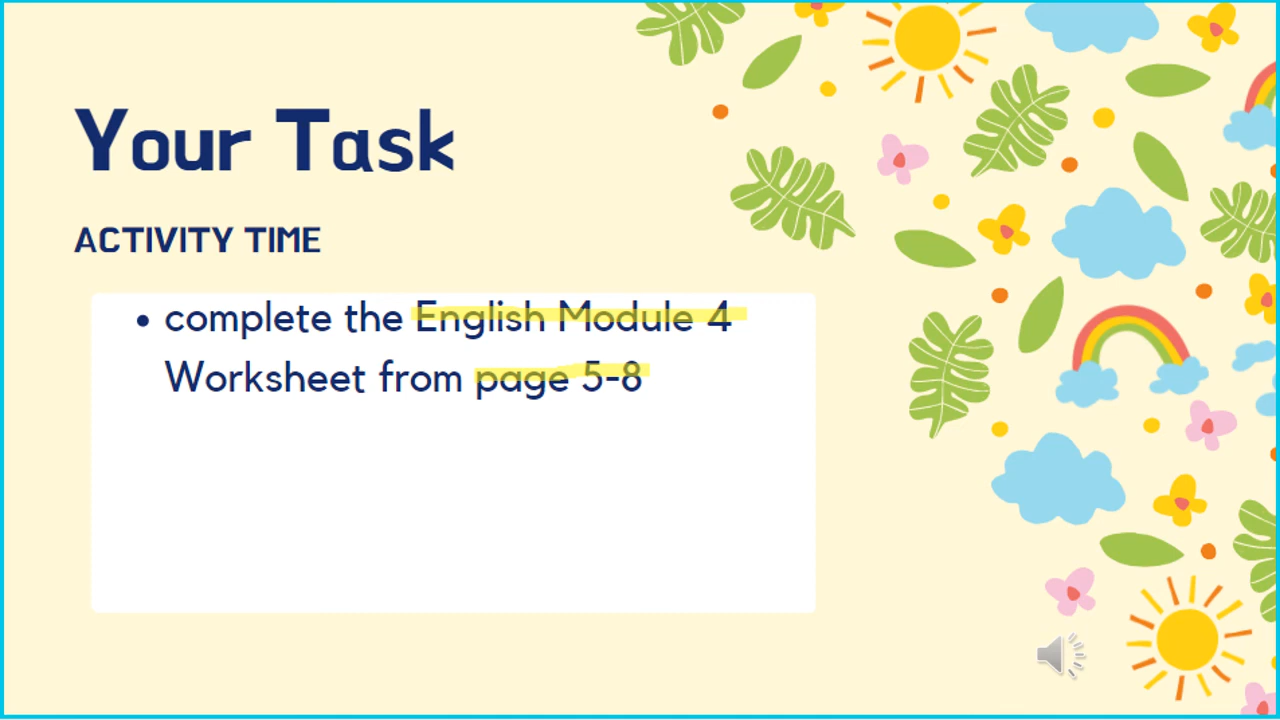 Your Task
ACTIVITY TIME
• complete the English Module 4
Worksheet from page 5-8